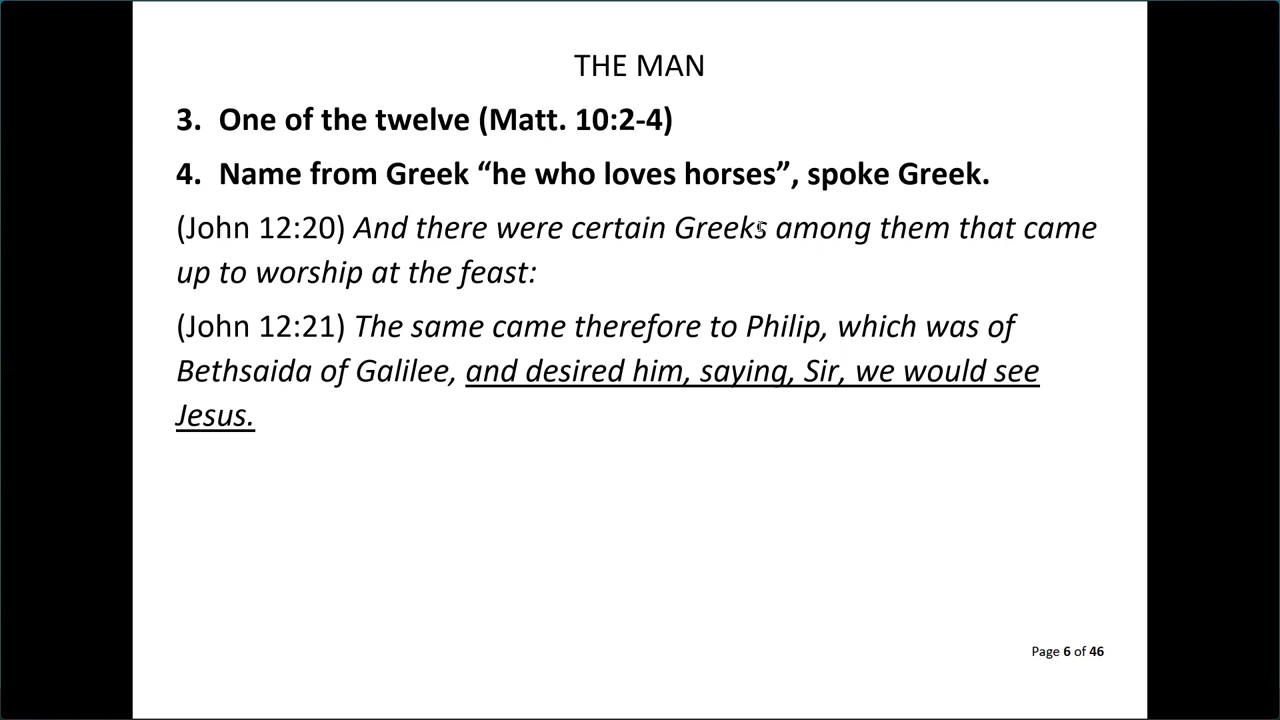 THE MAN
3. One of the twelve (Matt. 10:2-4)
4. Name from Greek “he who loves horses”, spoke Greek.
(John 12:20) And there were certain Greeks among them that came
up to worship at the feast:
(John 12:21) The same came therefore to Philip, which was of
Bethsaida of Galilee, and desired him, saying, Sir, we would see
Jesus.
Page 6 of 46